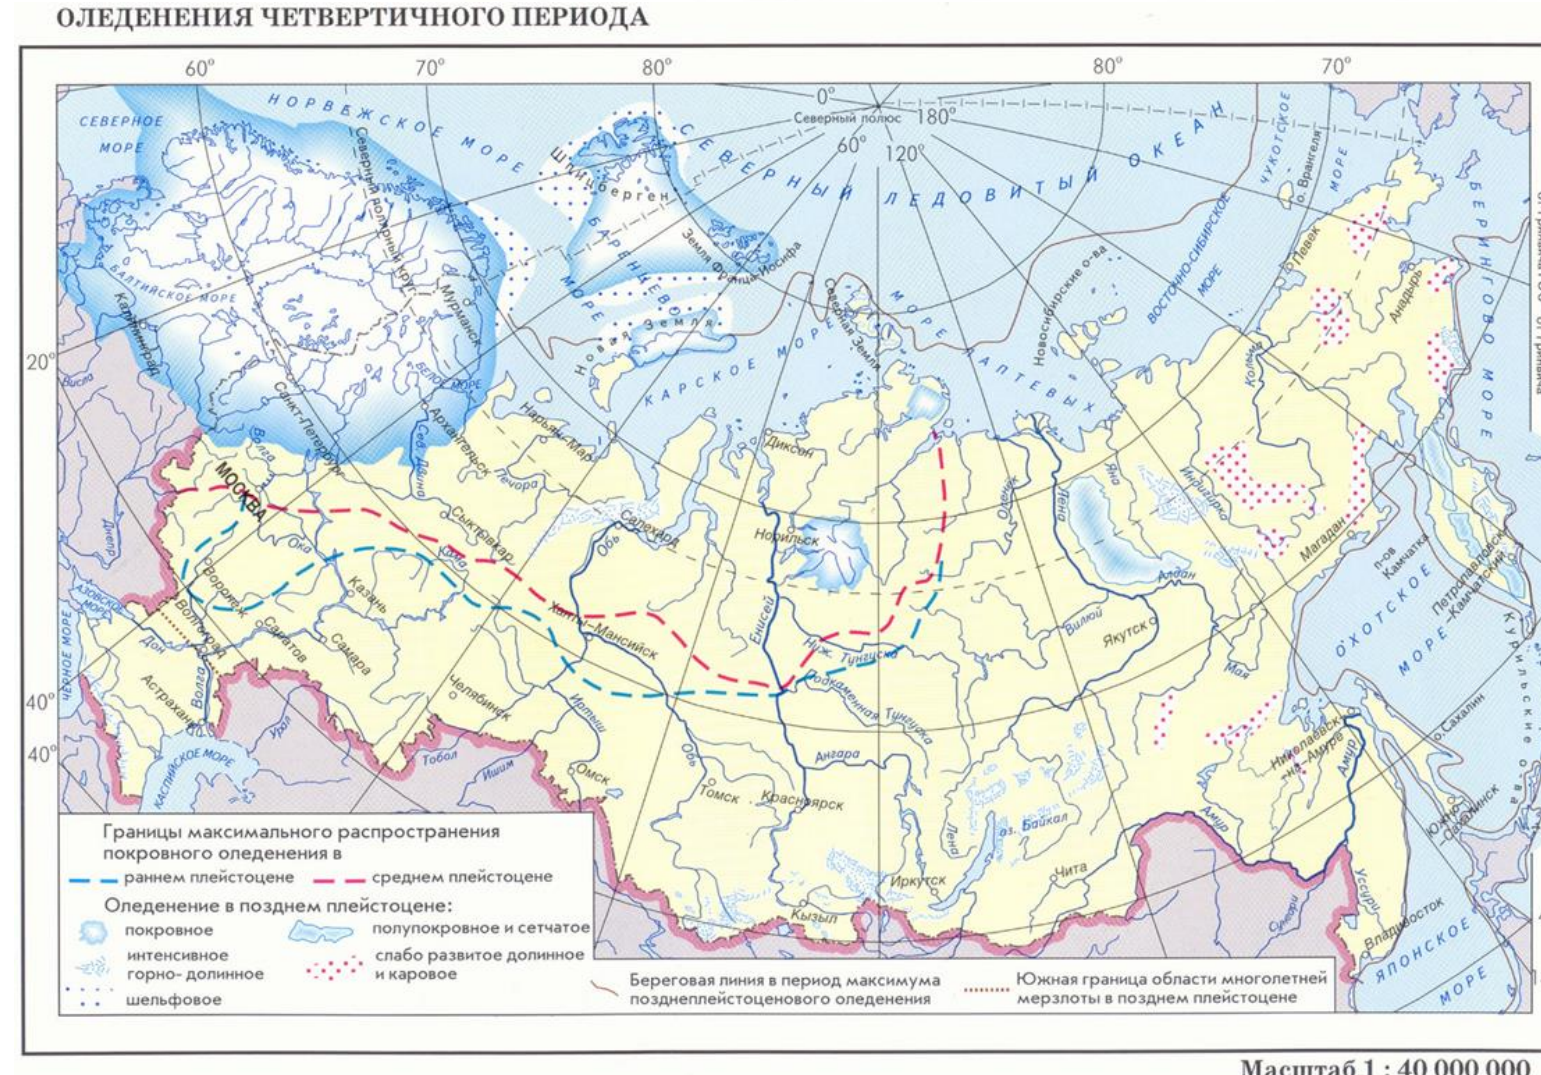 ОЛЕДЕНЕНИЯ ЧЕТВЕРТИЧНОГО ПЕРИОДА
60°
70°
80°
80°
70°
0°
Северный полюс
180°
60°
120°
20°
40°
40°
СЕВЕРНОЕ
МОРЕ
НОРВЕЖСКОЕ МОРЕ
СЕВЕРНЫЙ ЛЕДОВИТЫЙ ОКЕАН
ЧУКОТСКОЕ
МОРЕ
о. Врангеля
БЕРИНГОВО МОРЕ
Северный полярный круг
Шпицберген
БАРЕНЦЕВО
МОРЕ
Земля Франца-Иосифа
Новая Земля
Северная Земля
КАРСКОЕ МОРЕ
МОРЕ ЛАПТЕВЫХ
Новосибирские о-ва
ВОСТОЧНО-СИБИРСКОЕ
МОРЕ
Певек
Анадырь
БАЛТИЙСКОЕ МОРЕ
Калининград
Мурманск
БЕЛОЕ МОРЕ
Висла
Санкт-Петербург
Архангельск
Сев. Двина
Нарьян-Мар
Печора
Диксон
Оленек
Лена
Яна
Индигирка
Колыма
Магадан
п-ов
Камчатка
Петропавловск-
-Камчатский
Волга
МОСКВА
Днепр
Ока
Сыктывкар
Кама
Обь
Салехард
Норильск
Алдан
ОХОТСКОЕ
МОРЕ
Курильские о-ва
АЗОВСКОЕ
МОРЕ
ЧЕРНОЕ МОРЕ
Воронеж
Казань
Дон
Волгоград
Саратов
Самара
Ханты-Мансийск
Енисей
Ниж. Тунгуска
Вилюй
Якутск
Мая
Подкаменная Тунгуска
Астрахань
Волга
КАСПИЙСКОЕ МОРЕ
Урал
Челябинск
Тобол
Ишим
Иртыш
Омск
Обь
Томск
Ангара
Красноярск
Лена
оз. Байкал
Иркутск
Чита
Кызыл
Николаевск-
-на-Амуре
Амур
Амур
о. Сахалин
Южно-
Сахалинск
Сунгари
Уссури
Владивосток
ЯПОНСКОЕ
МОРЕ
Границы максимального распространения
покровного оледенения в
раннем плейстоцене
среднем плейстоцене
Оледенение в позднем плейстоцене:
покровное
полупокровное и сетчатое
интенсивное
горно- долинное
слабо развитое долинное
и каровое
шельфовое
Береговая линия в период максимума
позднеплейстоценового оледенения
Южная граница области многолетней
мерзлоты в позднем плейстоцене
Масштаб 1 : 40 000 000